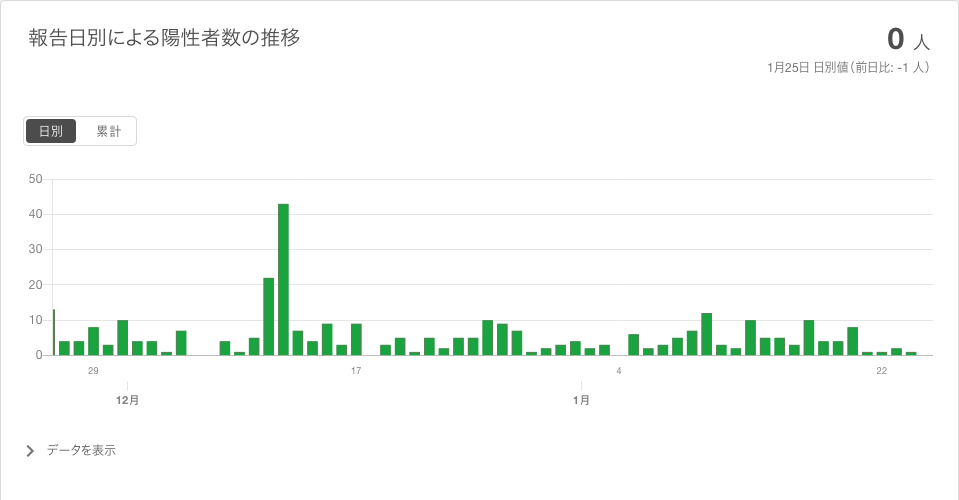 報告日別による陽性者数の推移
0 人
1月25日 日別値（前日比: -1 人）
日別 累計
50
40
30
20
10
0
29 17 4 22
12月 1月
データを表示